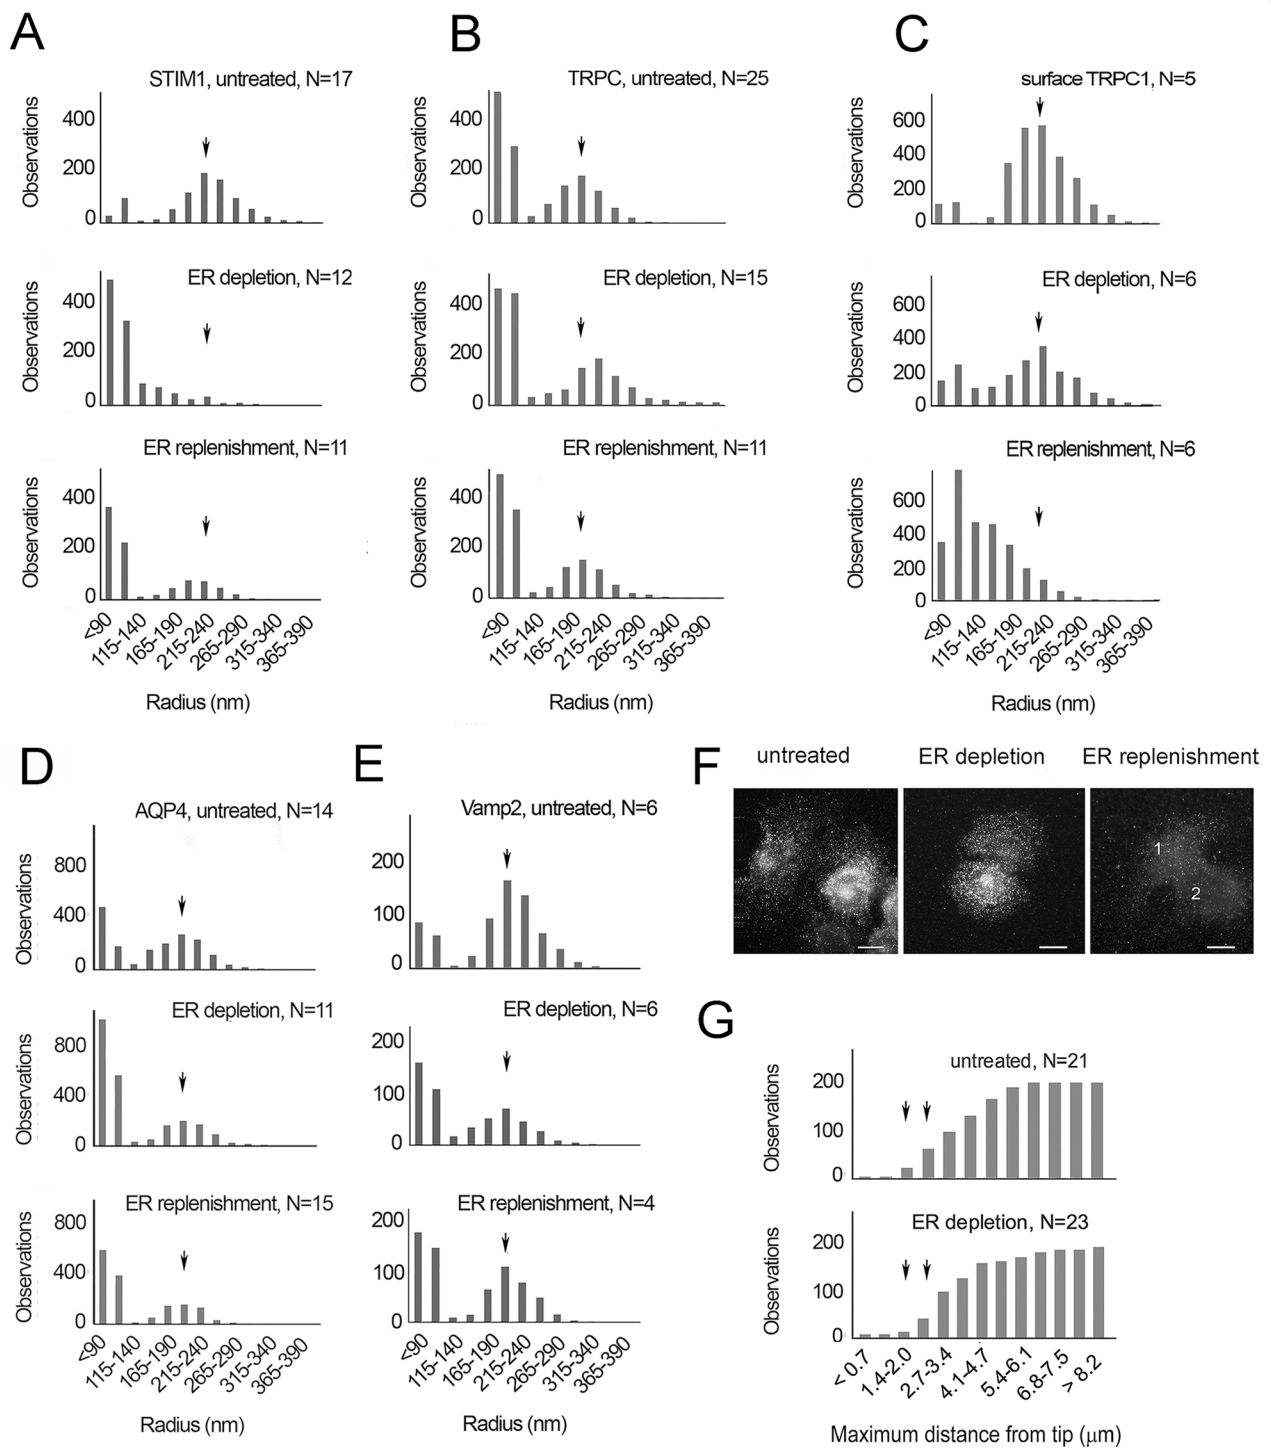 A
STIM1, untreated, N=17
Observations
400
200
0
ER depletion, N=12
Observations
400
200
0
ER replenishment, N=11
Observations
400
200
0
<90
115-140
165-190
215-240
265-290
315-340
365-390
Radius (nm)
B
TRPC, untreated, N=25
Observations
400
200
0
ER depletion, N=15
Observations
400
200
0
ER replenishment, N=11
Observations
400
200
0
<90
115-140
165-190
215-240
265-290
315-340
365-390
Radius (nm)
C
surface TRPC1, N=5
Observations
600
400
200
0
ER depletion, N=6
Observations
600
400
200
0
ER replenishment, N=6
Observations
600
400
200
0
<90
115-140
165-190
215-240
265-290
315-340
365-390
Radius (nm)
D
AQP4, untreated, N=14
Observations
800
400
0
ER depletion, N=11
Observations
800
400
0
ER replenishment, N=15
Observations
800
400
0
<90
115-140
165-190
215-240
265-290
315-340
365-390
Radius (nm)
E
Vamp2, untreated, N=6
200
100
0
ER depletion, N=6
200
100
0
ER replenishment, N=4
200
100
0
<90
115-140
165-190
215-240
265-290
315-340
365-390
Radius (nm)
F
untreated
ER depletion
ER replenishment
1
2
G
untreated, N=21
Observations
200
100
0
ER depletion, N=23
Observations
200
100
0
< 0.7
1.4-2.0
2.7-3.4
4.1-4.7
5.4-6.1
6.8-7.5
> 8.2
Maximum distance from tip (μm)